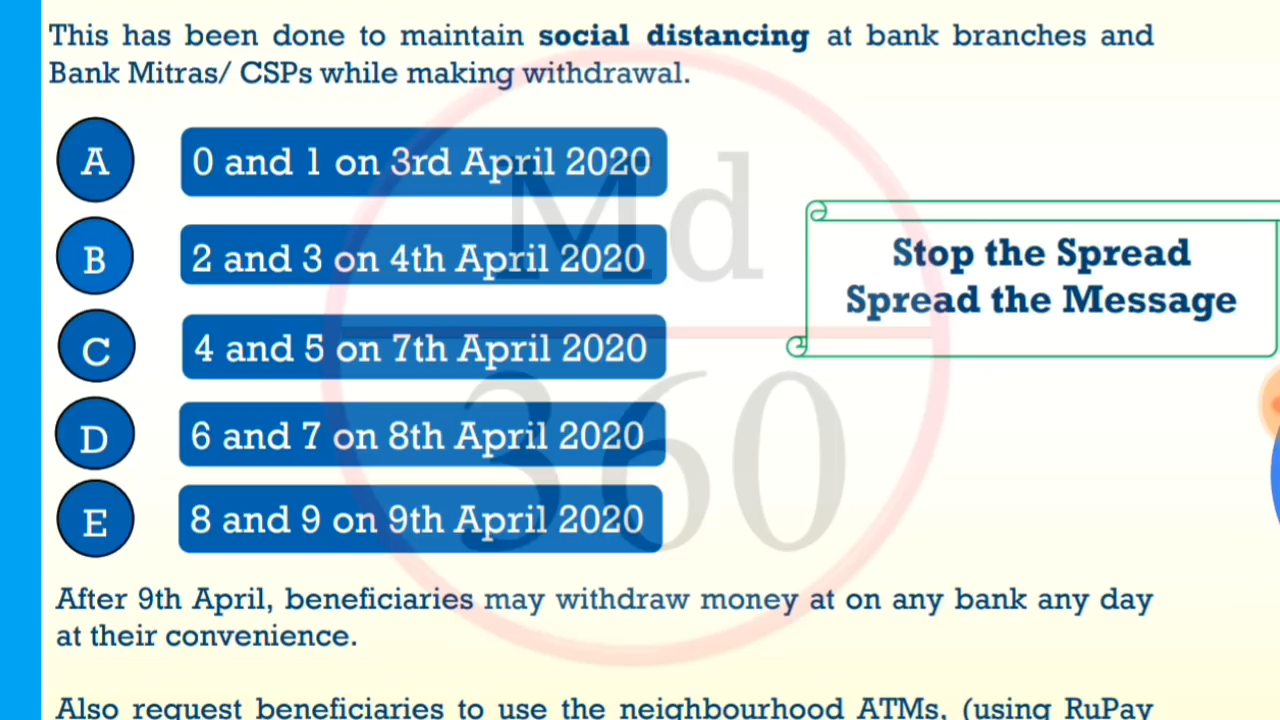 This has been done to maintain social distancing at bank branches and
Bank Mitras/ CSPs while making withdrawal.
A 0 and 1 on 3rd April 2020
B 2 and 3 on 4th April 2020
C 4 and 5 on 7th April 2020
D 6 and 7 on 8th April 2020
E 8 and 9 on 9th April 2020
Stop the Spread
Spread the Message
Md
360
After 9th April, beneficiaries may withdraw money at on any bank any day
at their convenience.
Also request beneficiaries to use the neighbourhood ATMs, (using RuPay